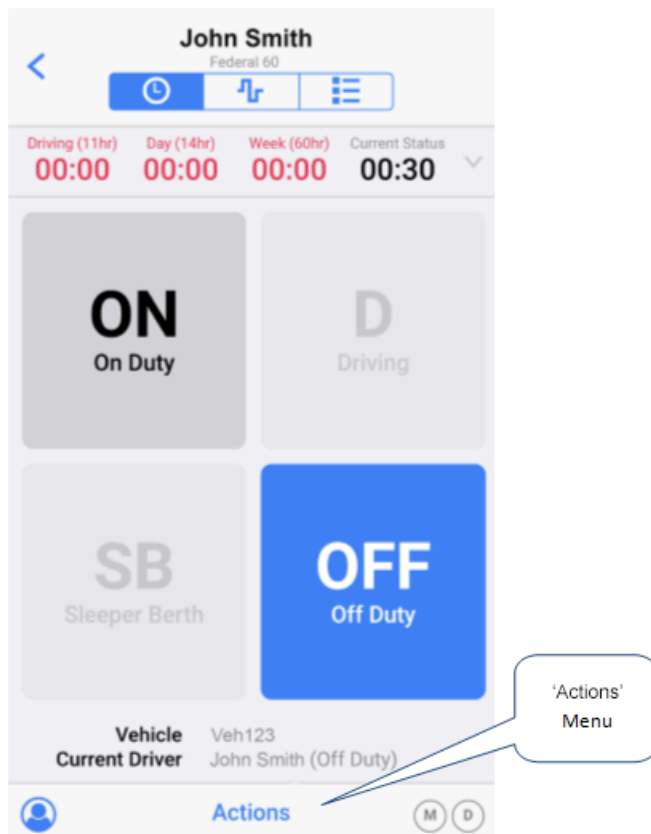 John Smith
Federal 60
Driving (11hr) Day (14hr) Week (60hr) Current Status
00:00 00:00 00:00 00:30
ON
On Duty
D
Driving
SB
Sleeper Berth
OFF
Off Duty
Vehicle Veh123
Current Driver John Smith (Off Duty)
Actions
M D
‘Actions’
Menu